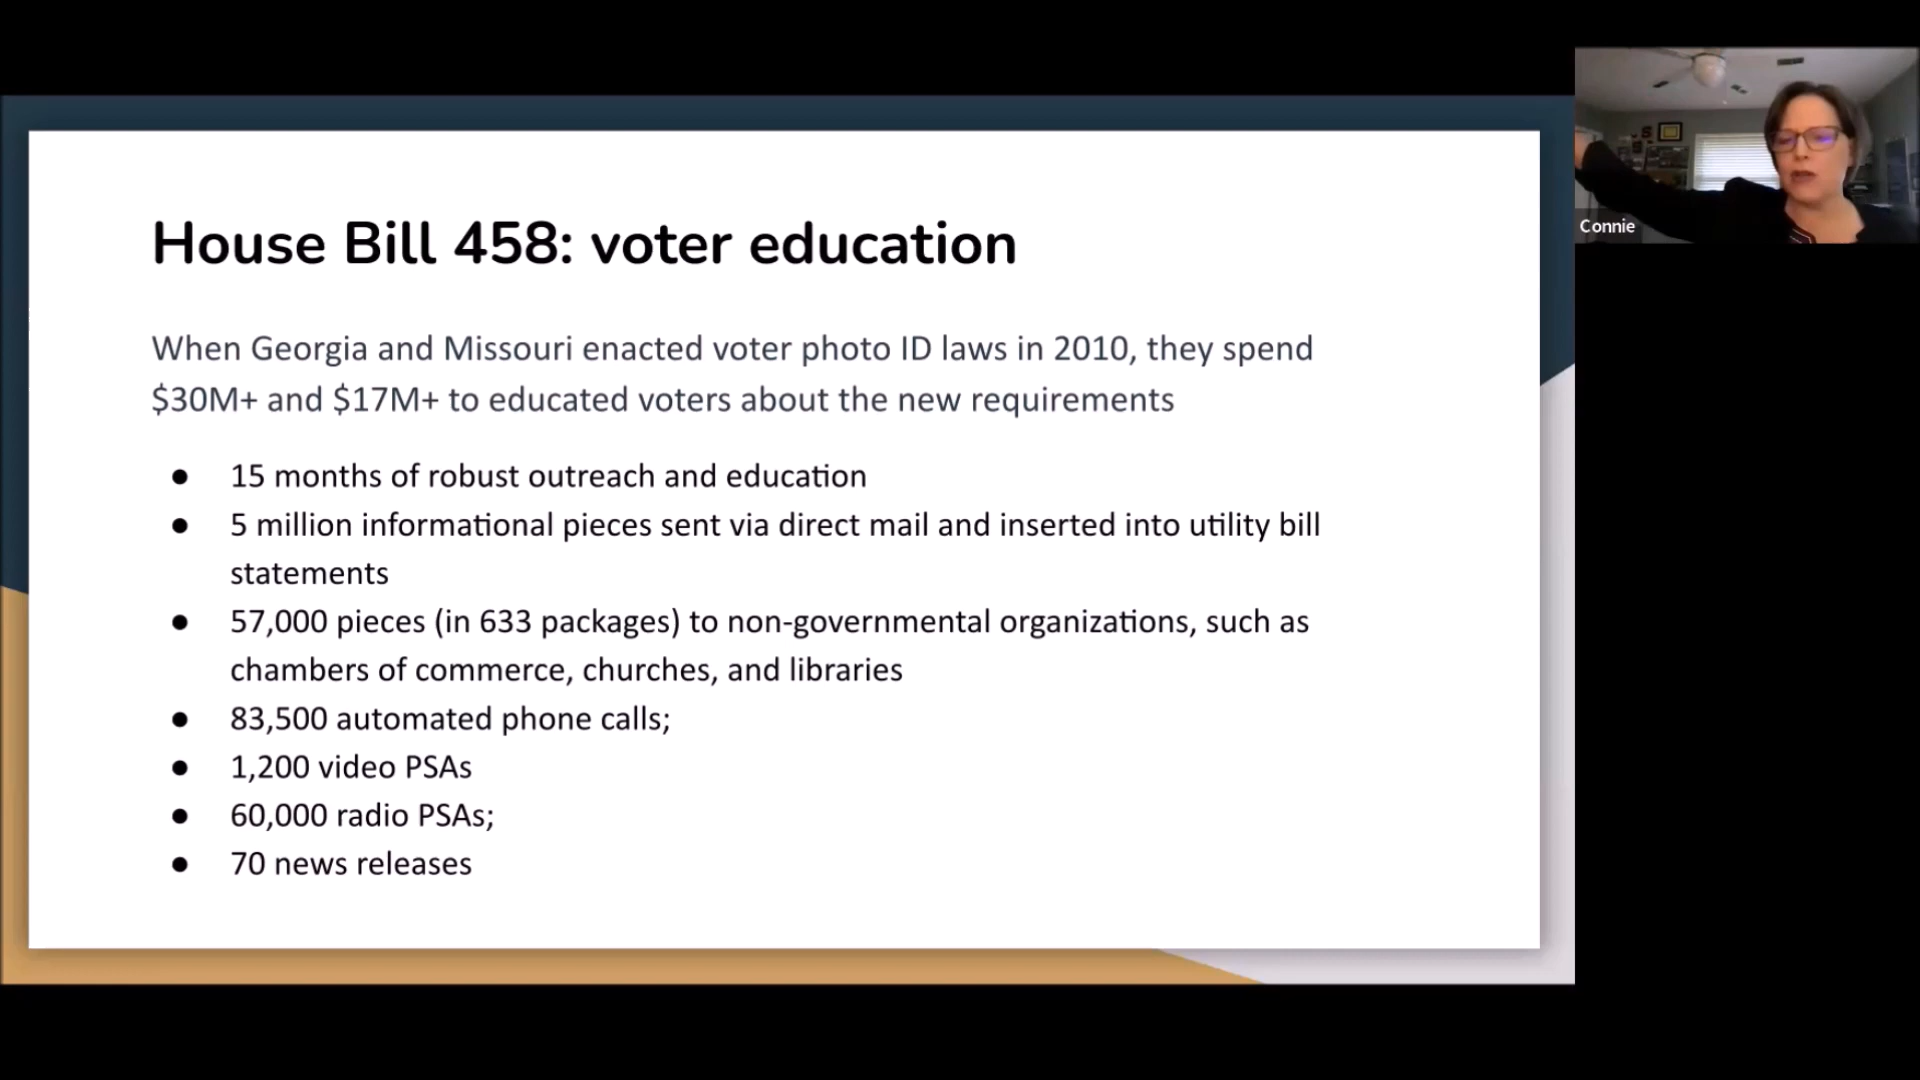 House Bill 458: voter education
When Georgia and Missouri enacted voter photo ID laws in 2010, they spend
$30M+ and $17M+ to educated voters about the new requirements
● 15 months of robust outreach and education
● 5 million informational pieces sent via direct mail and inserted into utility bill
statements
● 57,000 pieces (in 633 packages) to non-governmental organizations, such as
chambers of commerce, churches, and libraries
● 83,500 automated phone calls;
● 1,200 video PSAs
● 60,000 radio PSAs;
● 70 news releases
Connie